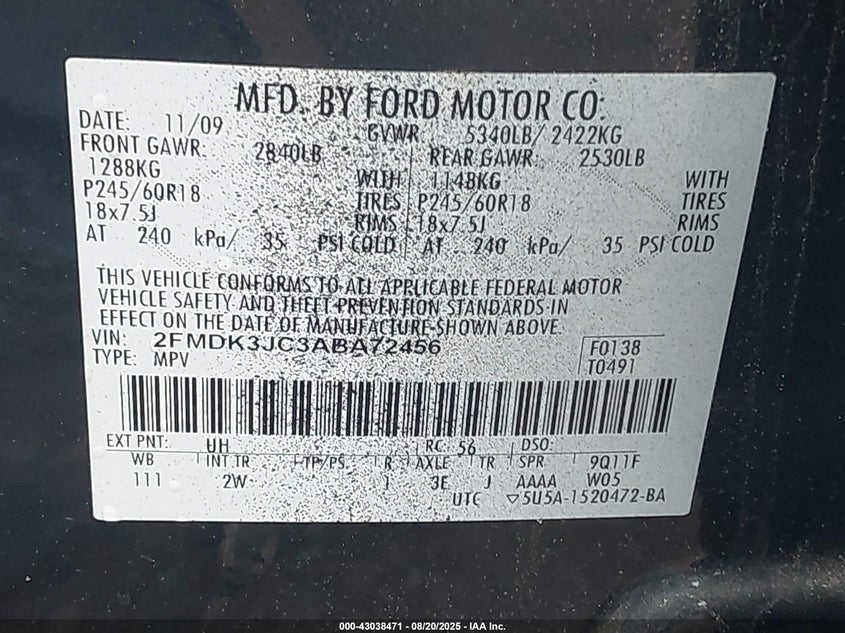 MFD. BY FORD MOTOR CO.
DATE: 11/09 GVWR 5340LB/ 2422KG
FRONT GAWR: 2840LB REAR GAWR: 2530LB
1288KG WITH 1148KG WITH
P245/60R18 TIRES P245/60R18 TIRES
18x7.5J RIMS 18x7.5J RIMS
AT 240 kPa/ 35 PSI COLD AT 240 kPa/ 35 PSI COLD
THIS VEHICLE CONFORMS TO ALL APPLICABLE FEDERAL MOTOR
VEHICLE SAFETY AND THEFT PREVENTION STANDARDS IN
EFFECT ON THE DATE OF MANUFACTURE SHOWN ABOVE.
VIN: 2FMDK3JC3ABA72456
TYPE: MPV
F0138
T0491
EXT PNT: UH RC: 56 DSO:
WB INT TR TP/PS R AXLE TR SPR 9Q11F
111 2W 1 3E J AAAA W05
UTC ▽5U5A-1520472-BA
000-43038471 - 08/20/2025 - IAA Inc.